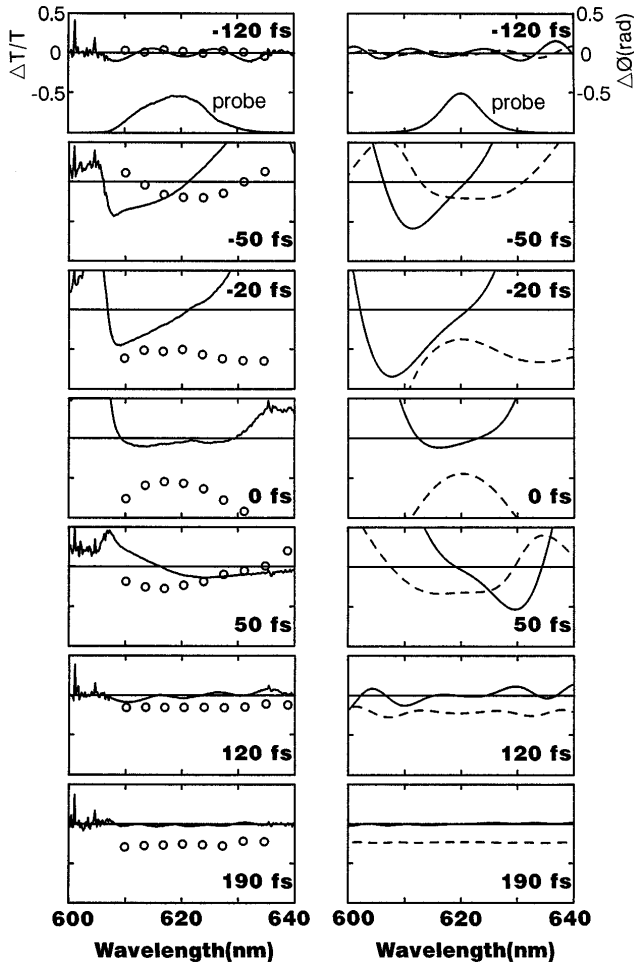 0.5
0
-0.5
ΔT/T
-120 fs
probe
-120 fs
probe
0.5
0
-0.5
ΔØ(rad)
-50 fs
-50 fs
-20 fs
-20 fs
0 fs
0 fs
50 fs
50 fs
120 fs
120 fs
190 fs
190 fs
600 620 640
600 620 640
Wavelength(nm)
Wavelength(nm)